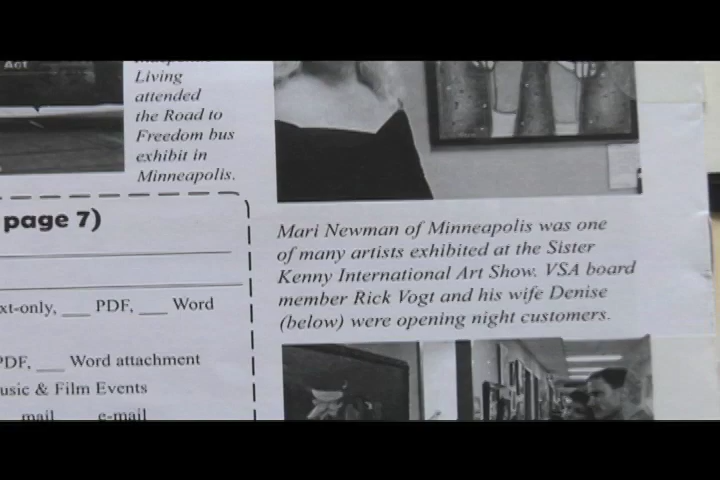 Act
Living
attended
the Road to
Freedom bus
exhibit in
Minneapolis.
page 7)
xt-only, ___ PDF, ___ Word
PDF, ___ Word attachment
usic & Film Events
mail e-mail
Mari Newman of Minneapolis was one
of many artists exhibited at the Sister
Kenny International Art Show. VSA board
member Rick Vogt and his wife Denise
(below) were opening night customers.